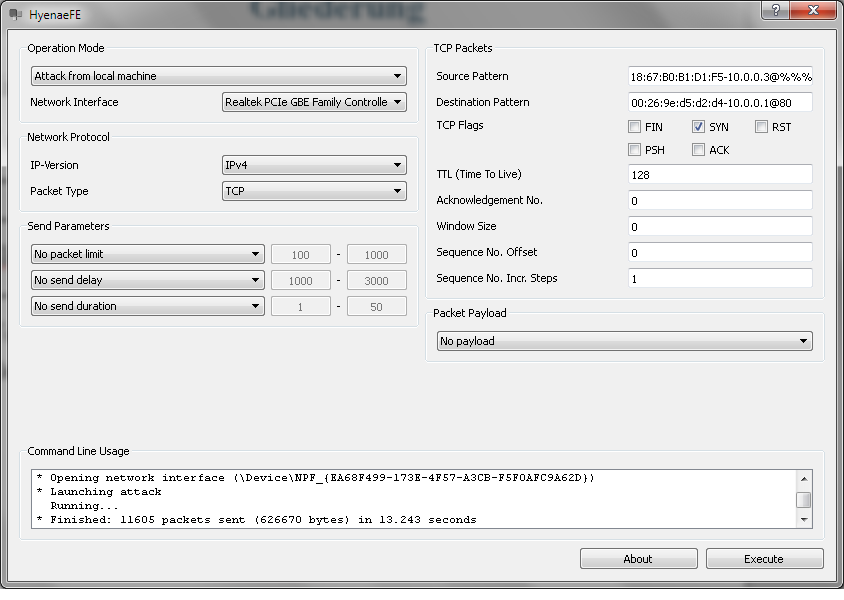 Gliederung
HyenaeFE
Operation Mode
Attack from local machine
Network Interface
Realtek PCIe GBE Family Controlle
Network Protocol
IP-Version
IPv4
Packet Type
TCP
Send Parameters
No packet limit
100 - 1000
No send delay
1000 - 3000
No send duration
1 - 50
TCP Packets
Source Pattern
18:67:B0:B1:D1:F5-10.0.0.3@%%%
Destination Pattern
00:26:9e:d5:d2:d4-10.0.0.1@80
TCP Flags
FIN
SYN
RST
PSH
ACK
TTL (Time To Live)
128
Acknowledgement No.
0
Window Size
0
Sequence No. Offset
0
Sequence No. Incr. Steps
1
Packet Payload
No payload
Command Line Usage
* Opening network interface (\Device\NPF_{EA68F499-173E-4F57-A3CB-F5F0AFC9A62D})
* Launching attack
Running...
* Finished: 11605 packets sent (626670 bytes) in 13.243 seconds
About
Execute